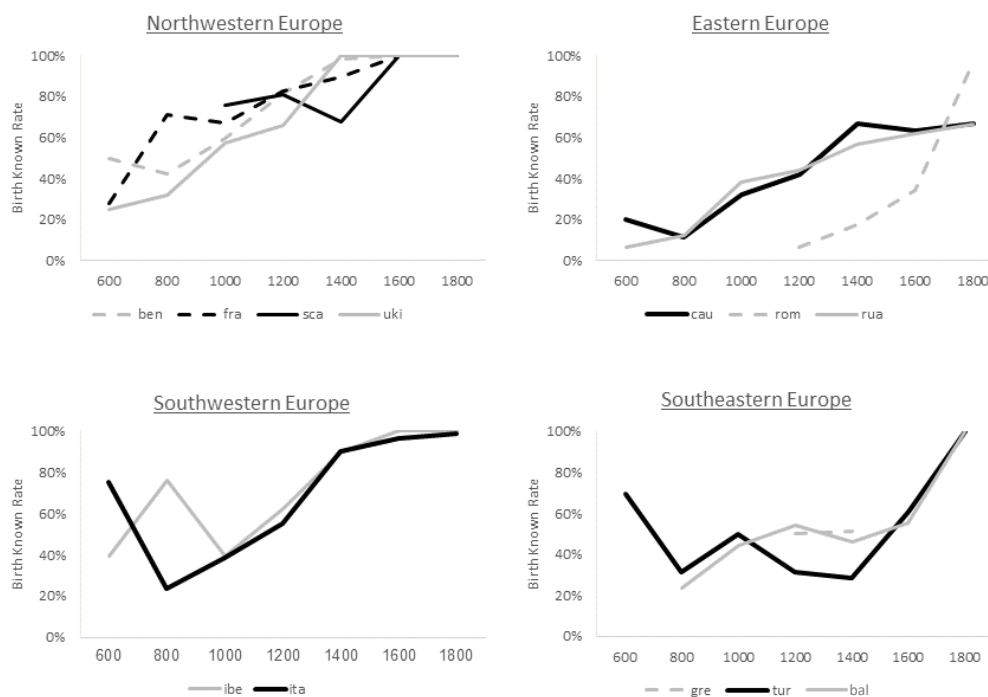 Northwestern Europe
Birth Known Rate
100%
80%
60%
40%
20%
0%
600 800 1000 1200 1400 1600 1800
ben fra sca uki
Eastern Europe
Birth Known Rate
100%
80%
60%
40%
20%
0%
600 800 1000 1200 1400 1600 1800
cau rom rua
Southwestern Europe
Birth Known Rate
100%
80%
60%
40%
20%
0%
600 800 1000 1200 1400 1600 1800
ibe ita
Southeastern Europe
Birth Known Rate
100%
80%
60%
40%
20%
0%
600 800 1000 1200 1400 1600 1800
gre tur bal